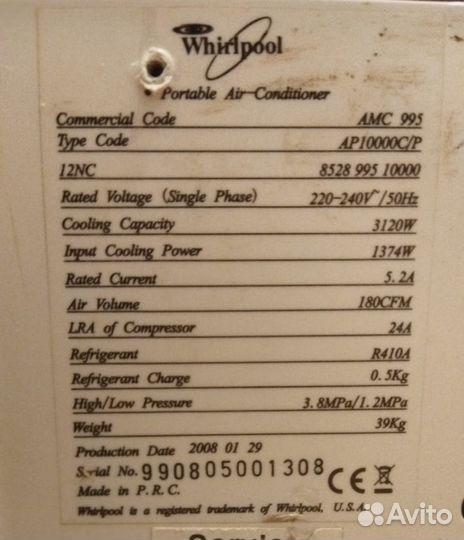 Whirlpool
Portable Air-Conditioner
Commercial Code AMC 995
Type Code AP10000C/P
12NC 8528 995 10000
Rated Voltage (Single Phase) 220-240V~/50Hz
Cooling Capacity 3120W
Input Cooling Power 1374W
Rated Current 5.2A
Air Volume 180CFM
LRA of Compressor 24A
Refrigerant R410A
Refrigerant Charge 0.5Kg
High/Low Pressure 3.8MPa/1.2MPa
Weight 39Kg
Production Date 2008 01 29
Serial No. 990805001308 CE
Made in P.R.C.
Whirlpool is a registered trademark of Whirlpool, U.S.A.
Avito